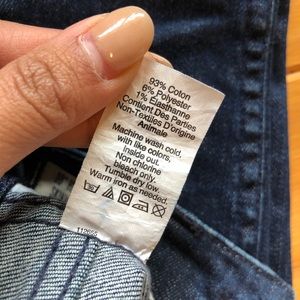 93% Coton
6% Polyester
1% Élasthanne
Contient Des Parties
Non-Textiles D'origine
Animale
Machine wash cold,
with like colors,
inside out.
Non chlorine
bleach only.
Tumble dry low.
Warm iron as needed.